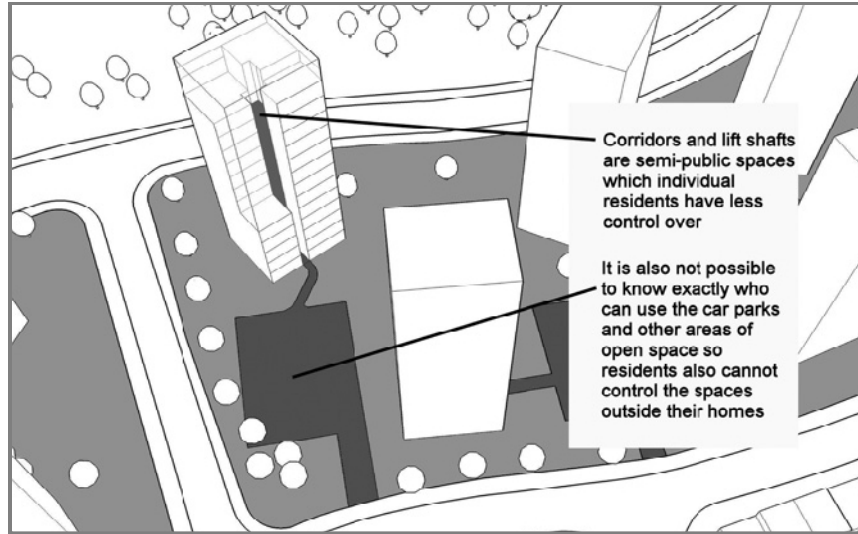 Corridors and lift shafts
are semi-public spaces
which individual
residents have less
control over
It is also not possible
to know exactly who
can use the car parks
and other areas of
open space so
residents also cannot
control the spaces
outside their homes